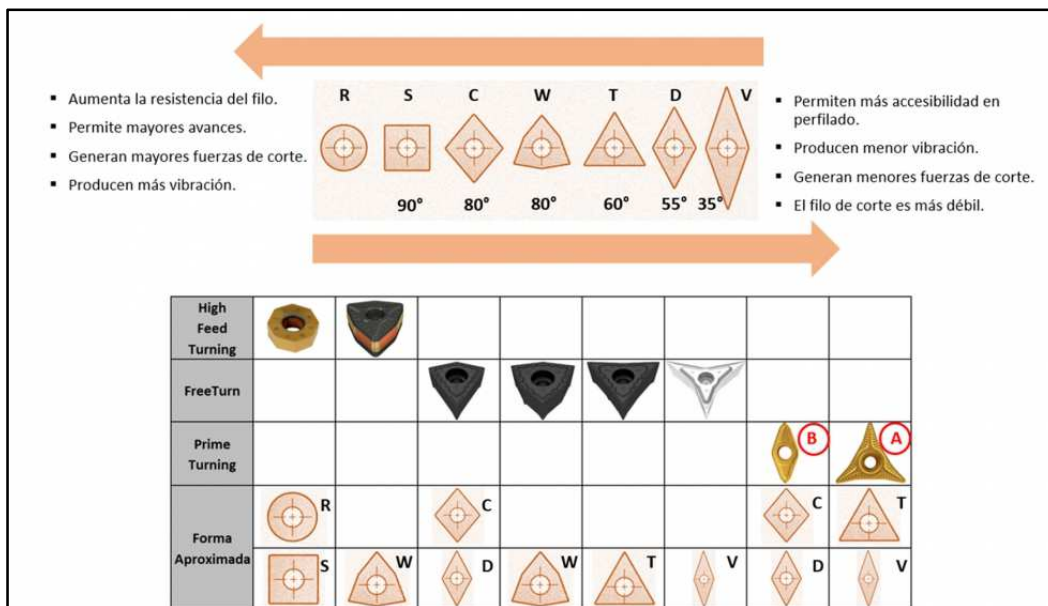 ▪ Aumenta la resistencia del filo.
▪ Permite mayores avances.
▪ Generan mayores fuerzas de corte.
▪ Producen más vibración.
R S C W T D V
90° 80° 80° 60° 55° 35°
▪ Permiten más accesibilidad en
perfilado.
▪ Producen menor vibración.
▪ Generan menores fuerzas de corte.
▪ El filo de corte es más débil.
High
Feed
Turning
FreeTurn
Prime
Turning
B A
Forma
Aproximada
R C C T
S W D W T V D V